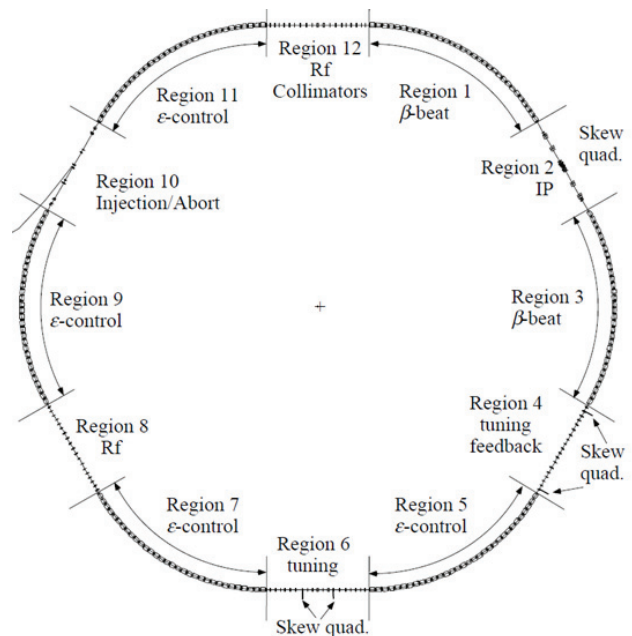 Region 12
Rf
Collimators
Region 1
β-beat
Skew
quad.
Region 2
IP
Region 3
β-beat
Region 4
tuning
feedback
Skew
quad.
Region 5
ε-control
Region 6
tuning
Skew quad.
Region 7
ε-control
Region 8
Rf
Region 9
ε-control
Region 10
Injection/Abort
Region 11
ε-control